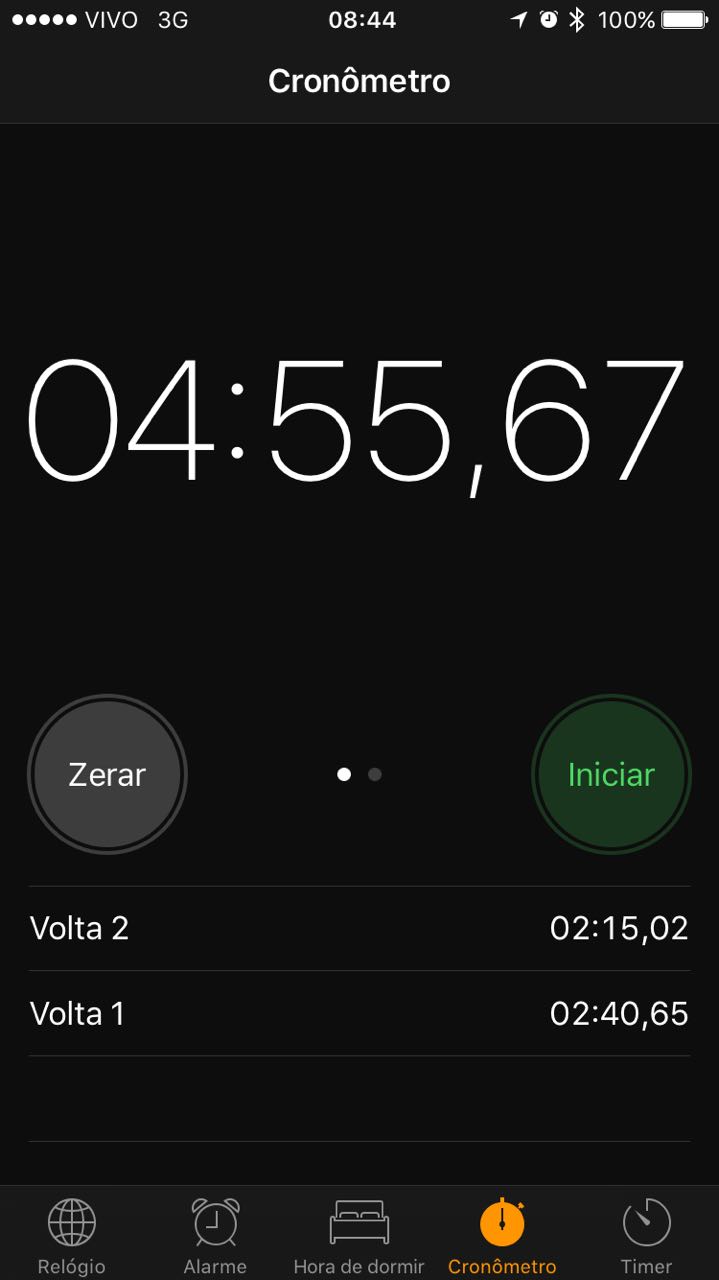 VIVO 3G 08:44 100%
Cronômetro
04:55,67
Zerar Iniciar
Volta 2 02:15,02
Volta 1 02:40,65
Relógio Alarme Hora de dormir Cronômetro Timer